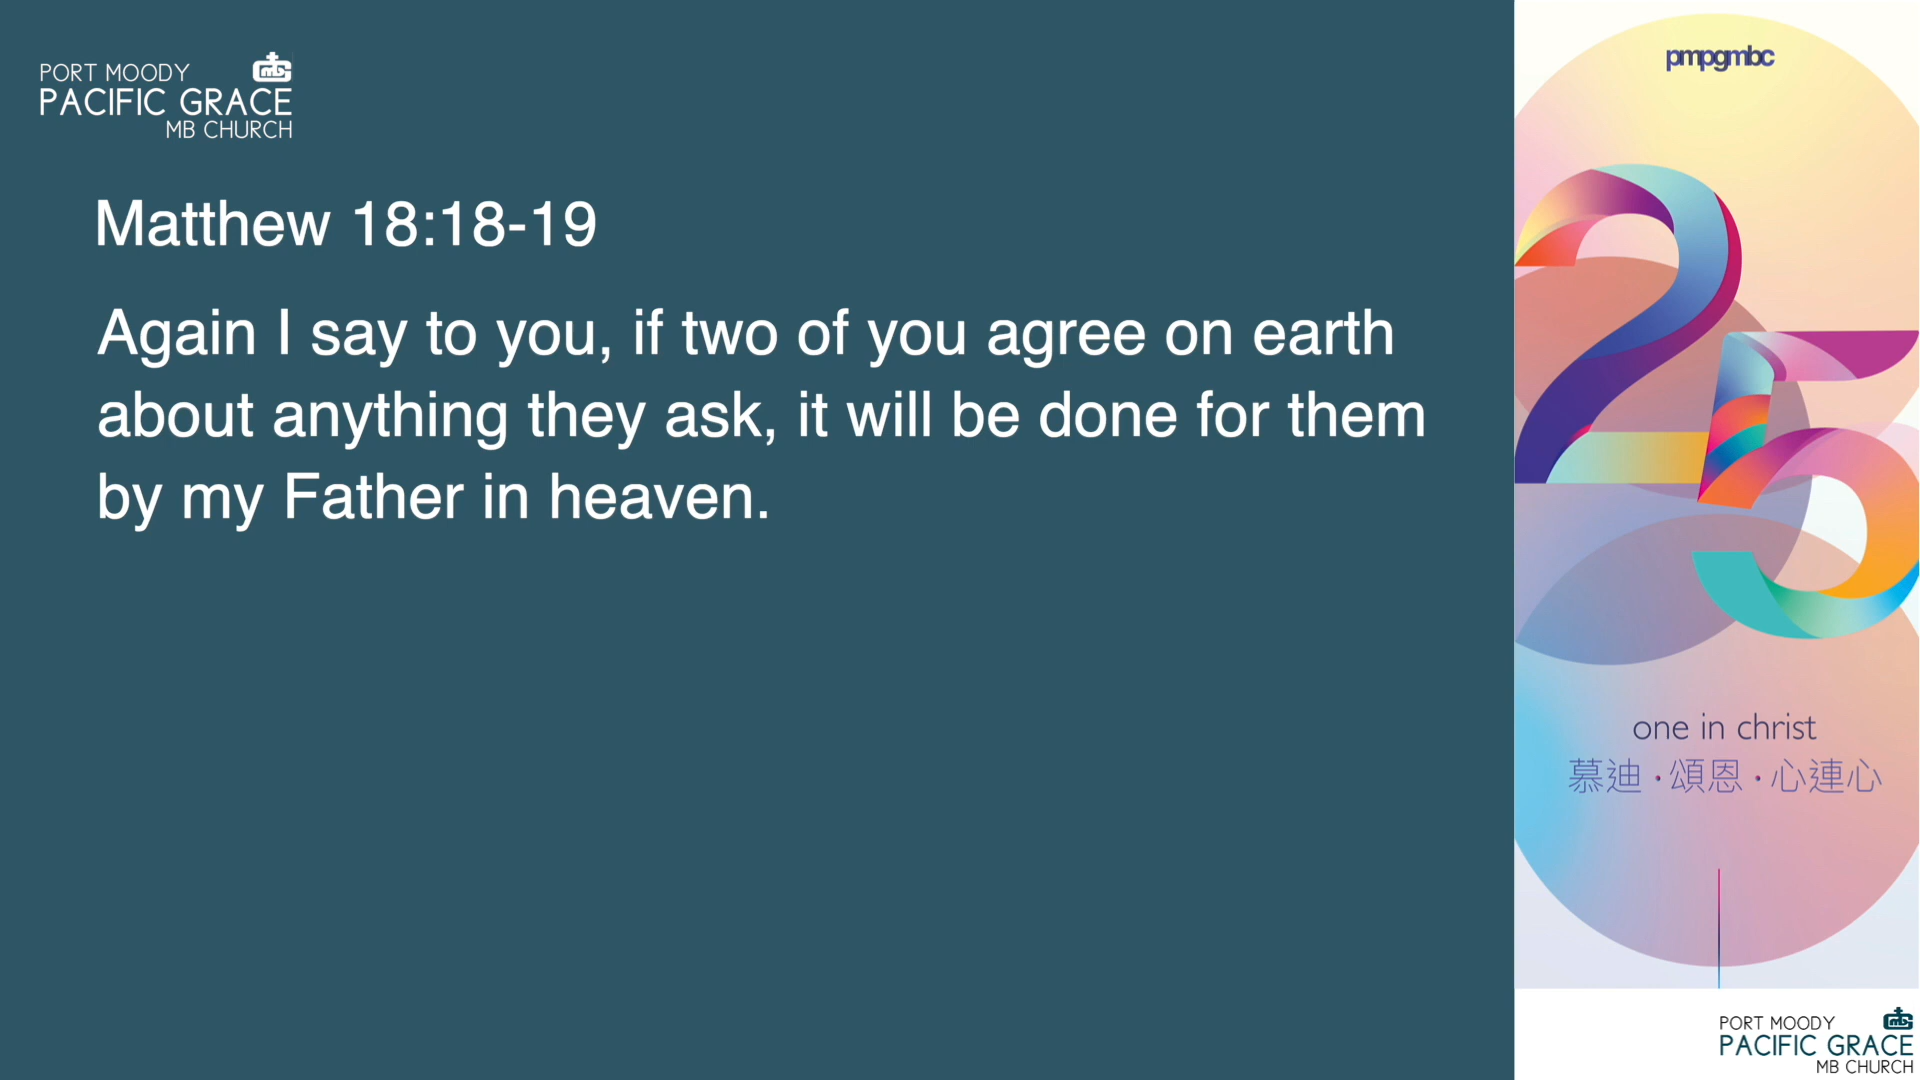 PORT MOODY
PACIFIC GRACE
MB CHURCH
Matthew 18:18-19
Again I say to you, if two of you agree on earth
about anything they ask, it will be done for them
by my Father in heaven.
pmpgmbc
25
one in christ
慕迪·頌恩·心連心
PORT MOODY
PACIFIC GRACE
MB CHURCH